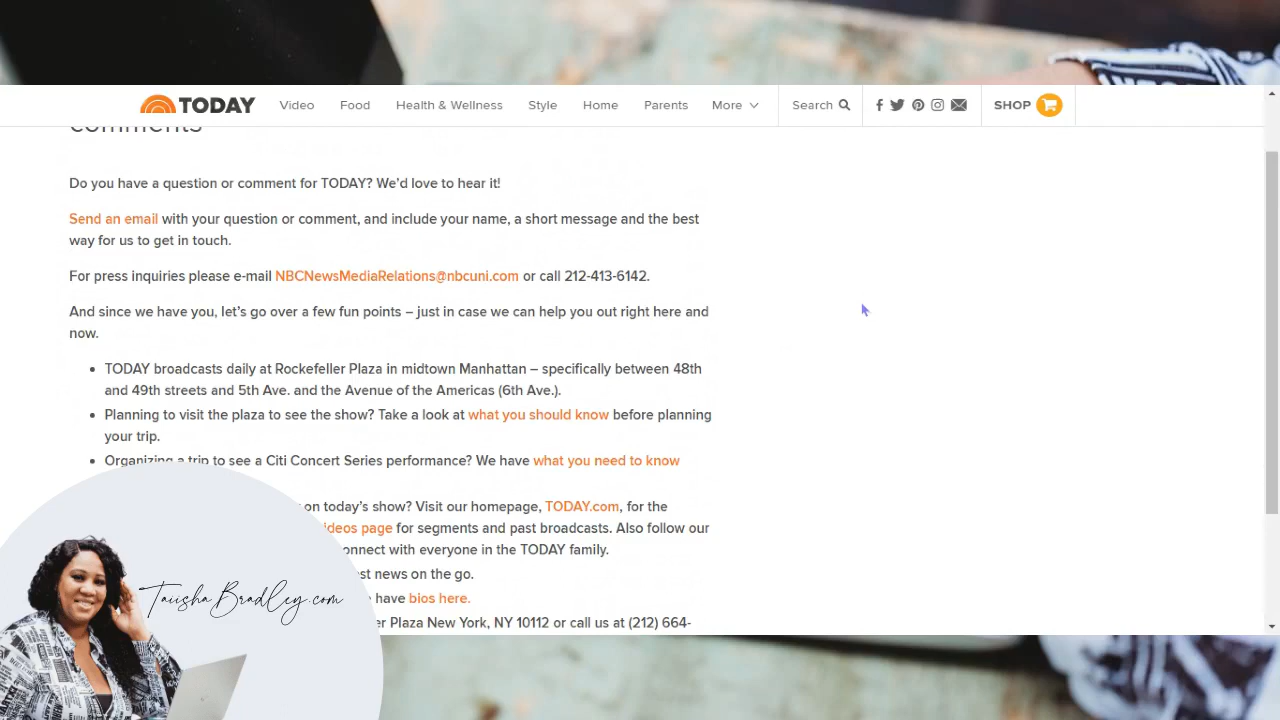 TODAY Video Food Health & Wellness Style Home Parents More Search SHOP
comments
Do you have a question or comment for TODAY? We’d love to hear it!
Send an email with your question or comment, and include your name, a short message and the best
way for us to get in touch.
For press inquiries please e-mail NBCNewsMediaRelations@nbcuni.com or call 212-413-6142.
And since we have you, let’s go over a few fun points – just in case we can help you out right here and
now.
TODAY broadcasts daily at Rockefeller Plaza in midtown Manhattan – specifically between 48th
and 49th streets and 5th Ave. and the Avenue of the Americas (6th Ave.).
Planning to visit the plaza to see the show? Take a look at what you should know before planning
your trip.
Organizing a trip to see a Citi Concert Series performance? We have what you need to know
on today’s show? Visit our homepage, TODAY.com, for the
page for segments and past broadcasts. Also follow our
with everyone in the TODAY family.
news on the go.
have bios here.
Plaza New York, NY 10112 or call us at (212) 664-
TaiishaBradley.com